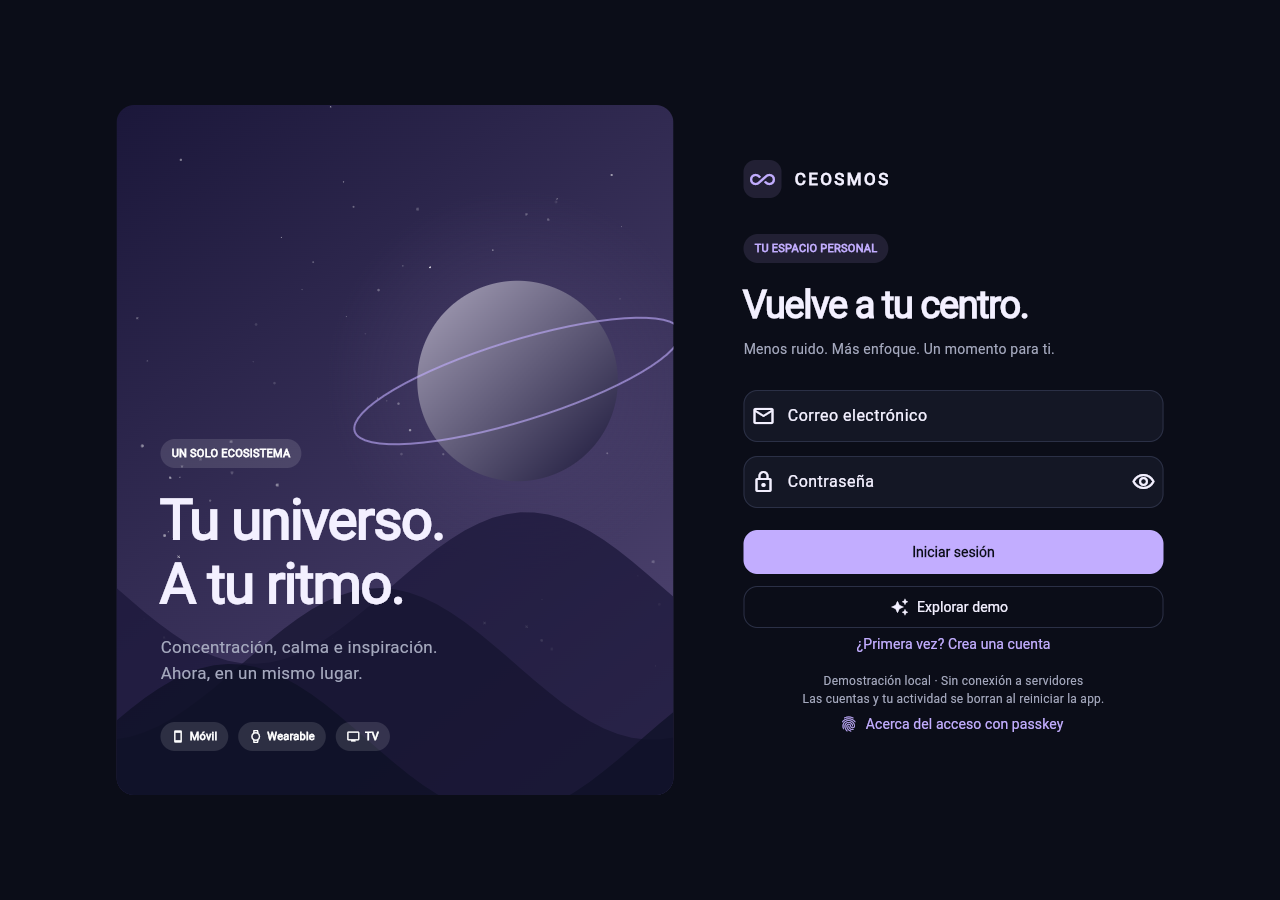 UN SOLO ECOSISTEMA
Tu universo.
A tu ritmo.
Concentración, calma e inspiración.
Ahora, en un mismo lugar.
Móvil
Wearable
TV
CEOSMOS
TU ESPACIO PERSONAL
Vuelve a tu centro.
Menos ruido. Más enfoque. Un momento para ti.
Correo electrónico
Contraseña
Iniciar sesión
Explorar demo
¿Primera vez? Crea una cuenta
Demostración local · Sin conexión a servidores
Las cuentas y tu actividad se borran al reiniciar la app.
Acerca del acceso con passkey